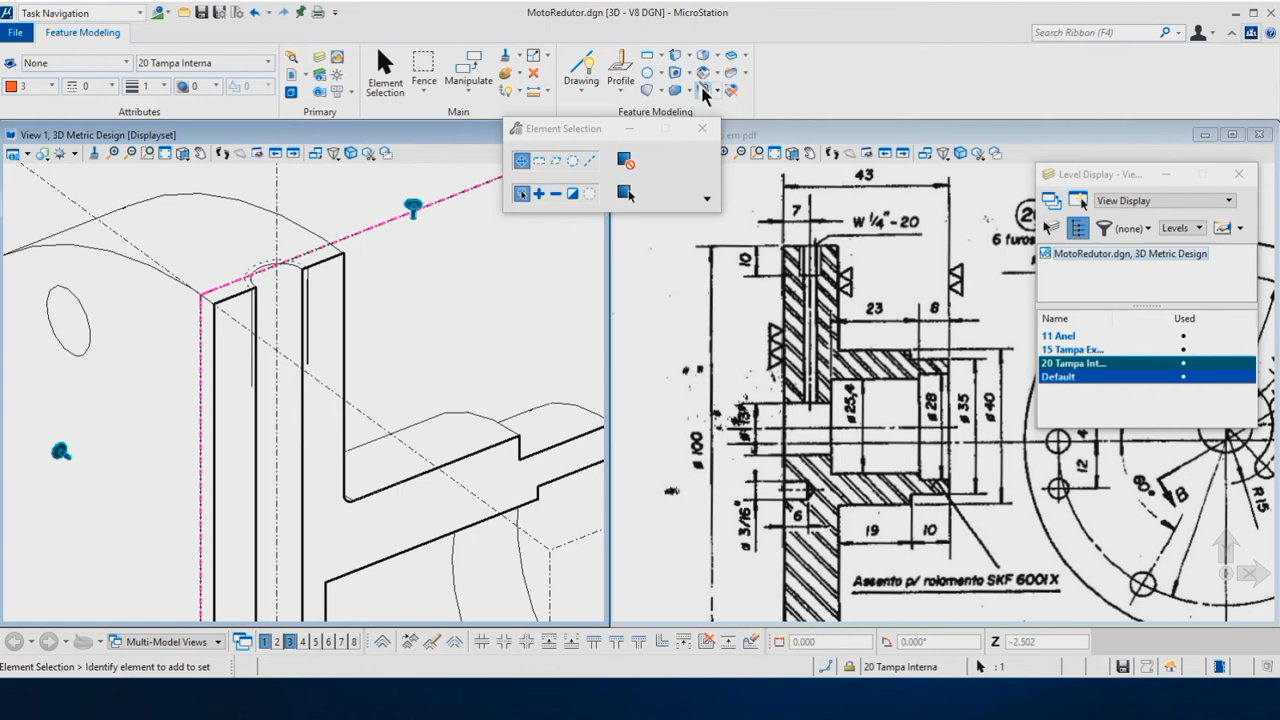 Task Navigation
MotoRedutor.dgn [3D - V8 DGN] - MicroStation
File
Feature Modeling
Search Ribbon (F4)
None
20 Tampa Interna
3
0
1
0
0
Element Selection
Fence
Manipulate
Drawing
Profile
Attributes
Primary
Main
Feature Modeling
View 1, 3D Metric Design [Displayset]
Element Selection
em pdf
Level Display - Vie...
View Display
(none)
Levels
MotoRedutor.dgn, 3D Metric Design
Name
Used
11 Anel
15 Tampa Ex...
20 Tampa Int...
Default
43
7
W ¼"-20
6 furos
10
23
8
ø 100
ø25,4
ø28
ø35
ø40
ø 3/16"
6
19
10
12
60°
B
R15
Assento p/ rolamento SKF 6001X
Multi-Model Views
1 2 3 4 5 6 7 8
0.000
0.000°
Z
-2.502
Element Selection > Identify element to add to set
20 Tampa Interna
: 1